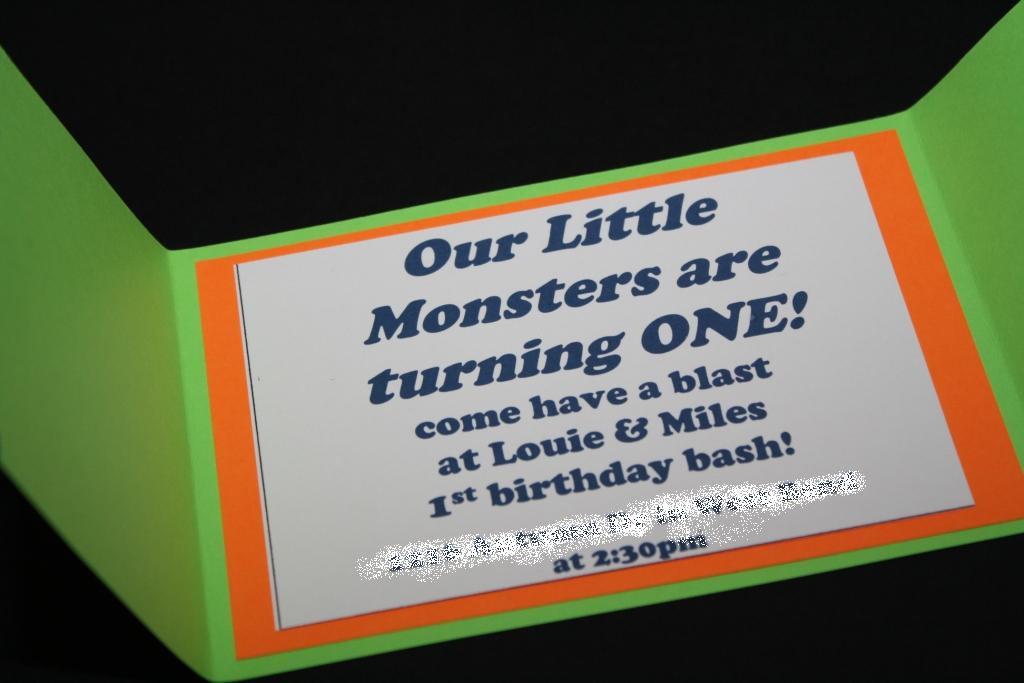 Our Little
Monsters are
turning ONE!
come have a blast
at Louie & Miles
1st birthday bash!
at 2:30pm